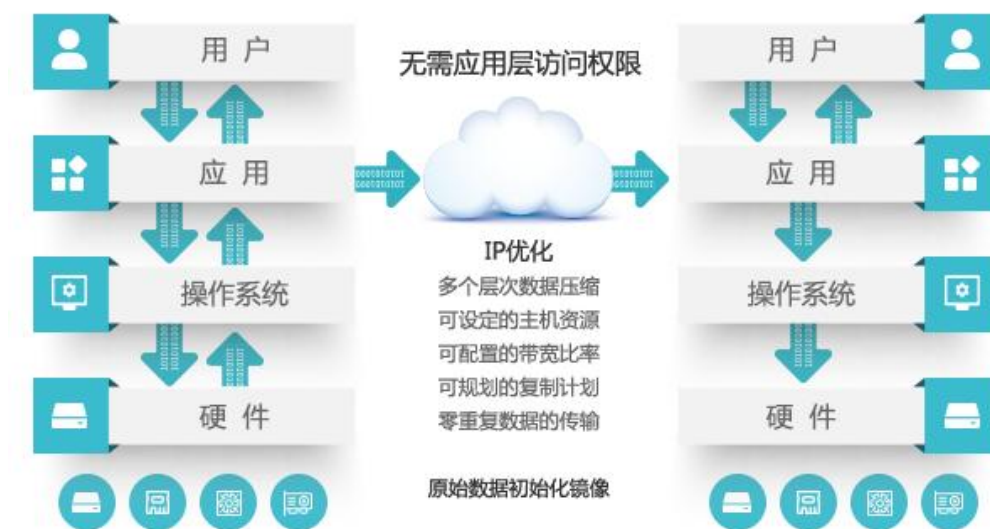 用户
应用
操作系统
硬件
无需应用层访问权限
IP优化
多个层次数据压缩
可设定的主机资源
可配置的带宽比率
可规划的复制计划
零重复数据的传输
原始数据初始化镜像
用户
应用
操作系统
硬件